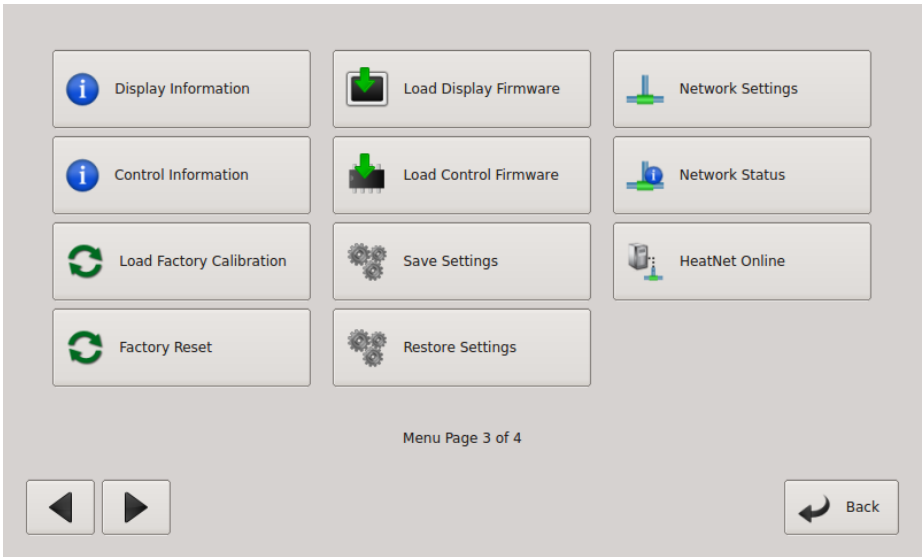 Display Information
Load Display Firmware
Network Settings
Control Information
Load Control Firmware
Network Status
Load Factory Calibration
Save Settings
HeatNet Online
Factory Reset
Restore Settings
Menu Page 3 of 4
Back